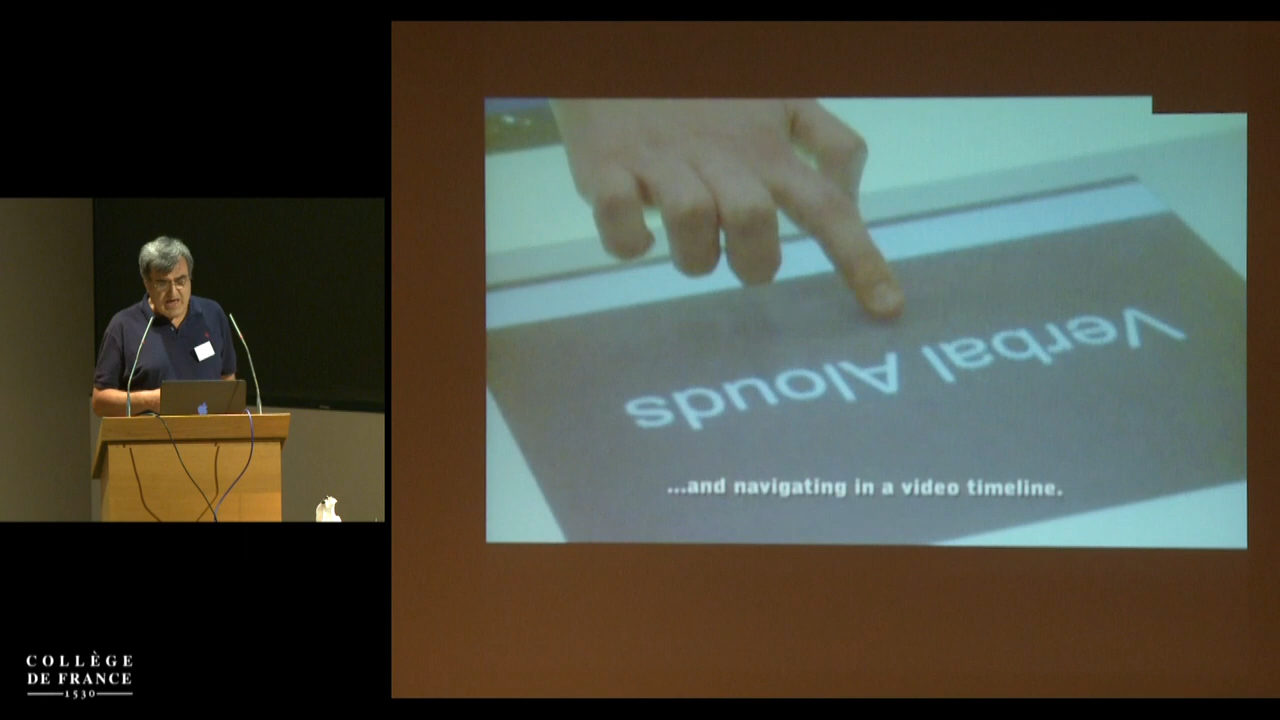 Verbal Alouds
...and navigating in a video timeline.
COLLÈGE
DE FRANCE
1530